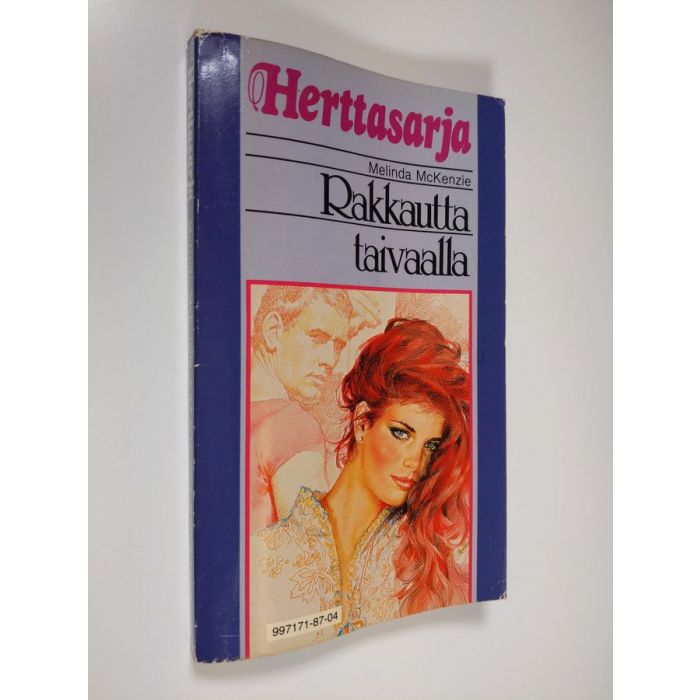 Herttasarja
Melinda McKenzie
Rakkautta
taivaalla
997171-87-04